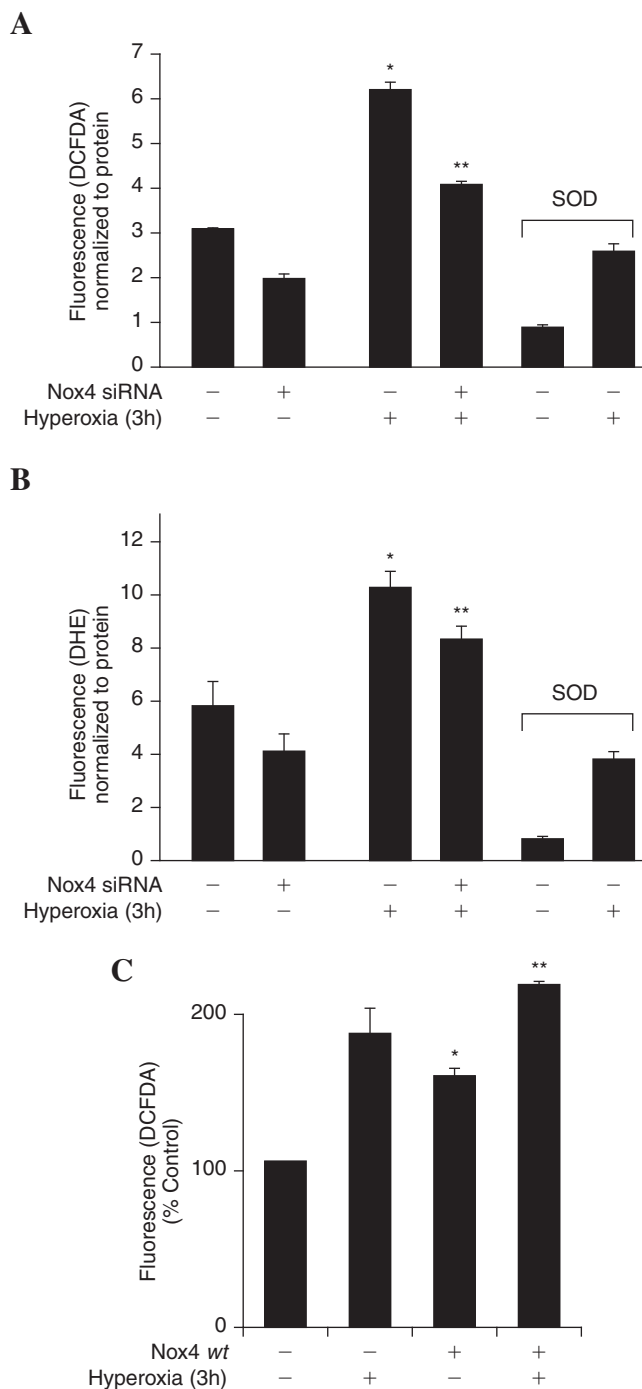 A
Fluorescence (DCFDA)
normalized to protein
7
6
5
4
3
2
1
0
*
**
SOD
Nox4 siRNA − + − + − −
Hyperoxia (3h) − − + + − +
B
Fluorescence (DHE)
normalized to protein
12
10
8
6
4
2
0
*
**
SOD
Nox4 siRNA − + − + − −
Hyperoxia (3h) − − + + − +
C
Fluorescence (DCFDA)
(% Control)
200
100
0
*
**
Nox4 wt − − + +
Hyperoxia (3h) − + − +